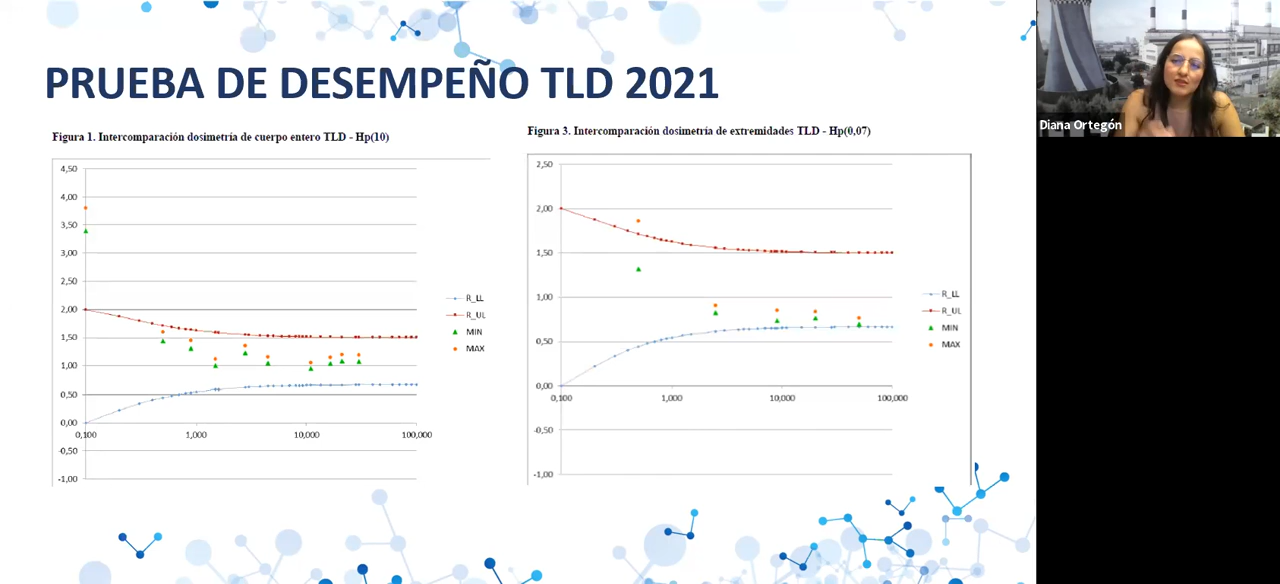 PRUEBA DE DESEMPEÑO TLD 2021
Figura 1. Intercomparación dosimetría de cuerpo entero TLD - Hp(10)
4,50
4,00
3,50
3,00
2,50
2,00
1,50
1,00
0,50
0,00
-0,50
-1,00
0,100
1,000
10,000
100,000
R_LL
R_UL
MIN
MAX
Figura 3. Intercomparación dosimetría de extremidades TLD - Hp(0,07)
2,50
2,00
1,50
1,00
0,50
0,00
-0,50
-1,00
0,100
1,000
10,000
100,000
R_LL
R_UL
MIN
MAX
Diana Ortegón